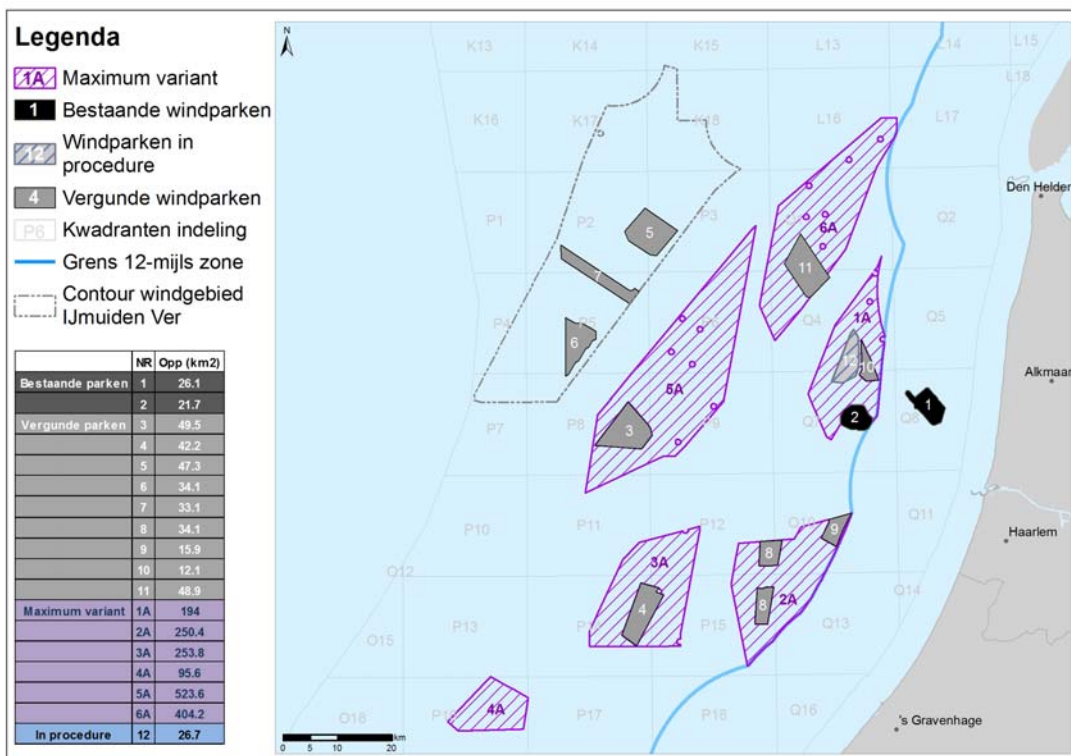 Legenda
1A Maximum variant
1 Bestaande windparken
12 Windparken in
procedure
4 Vergunde windparken
P6 Kwadranten indeling
Grens 12-mijls zone
Contour windgebied
IJmuiden Ver
NR Opp (km2)
Bestaande parken 1 26.1
2 21.7
Vergunde parken 3 49.5
4 42.2
5 47.3
6 34.1
7 33.1
8 34.1
9 15.9
10 12.1
11 48.9
Maximum variant 1A 194
2A 250.4
3A 253.8
4A 95.6
5A 523.6
6A 404.2
In procedure 12 26.7
N
K13 K14 K15 L13 L14 L15
L18
K16 K17 K18 L16 L17
Den Helder
P1 P2 P3 Q2
6A
5
11
7
P4 P5 Q4 Q5
1A
6
12 10
Alkmaar
5A
1
2
3
P7 P8 P9 Q7 Q8
P10 P11 P12 Q10 Q11
9
Haarlem
8
3A
O12
Q14
4
8
2A
O15 P13 P14 P15 Q13
4A
O18 P16 P17 P18 Q16
's Gravenhage
0 5 10 20 km